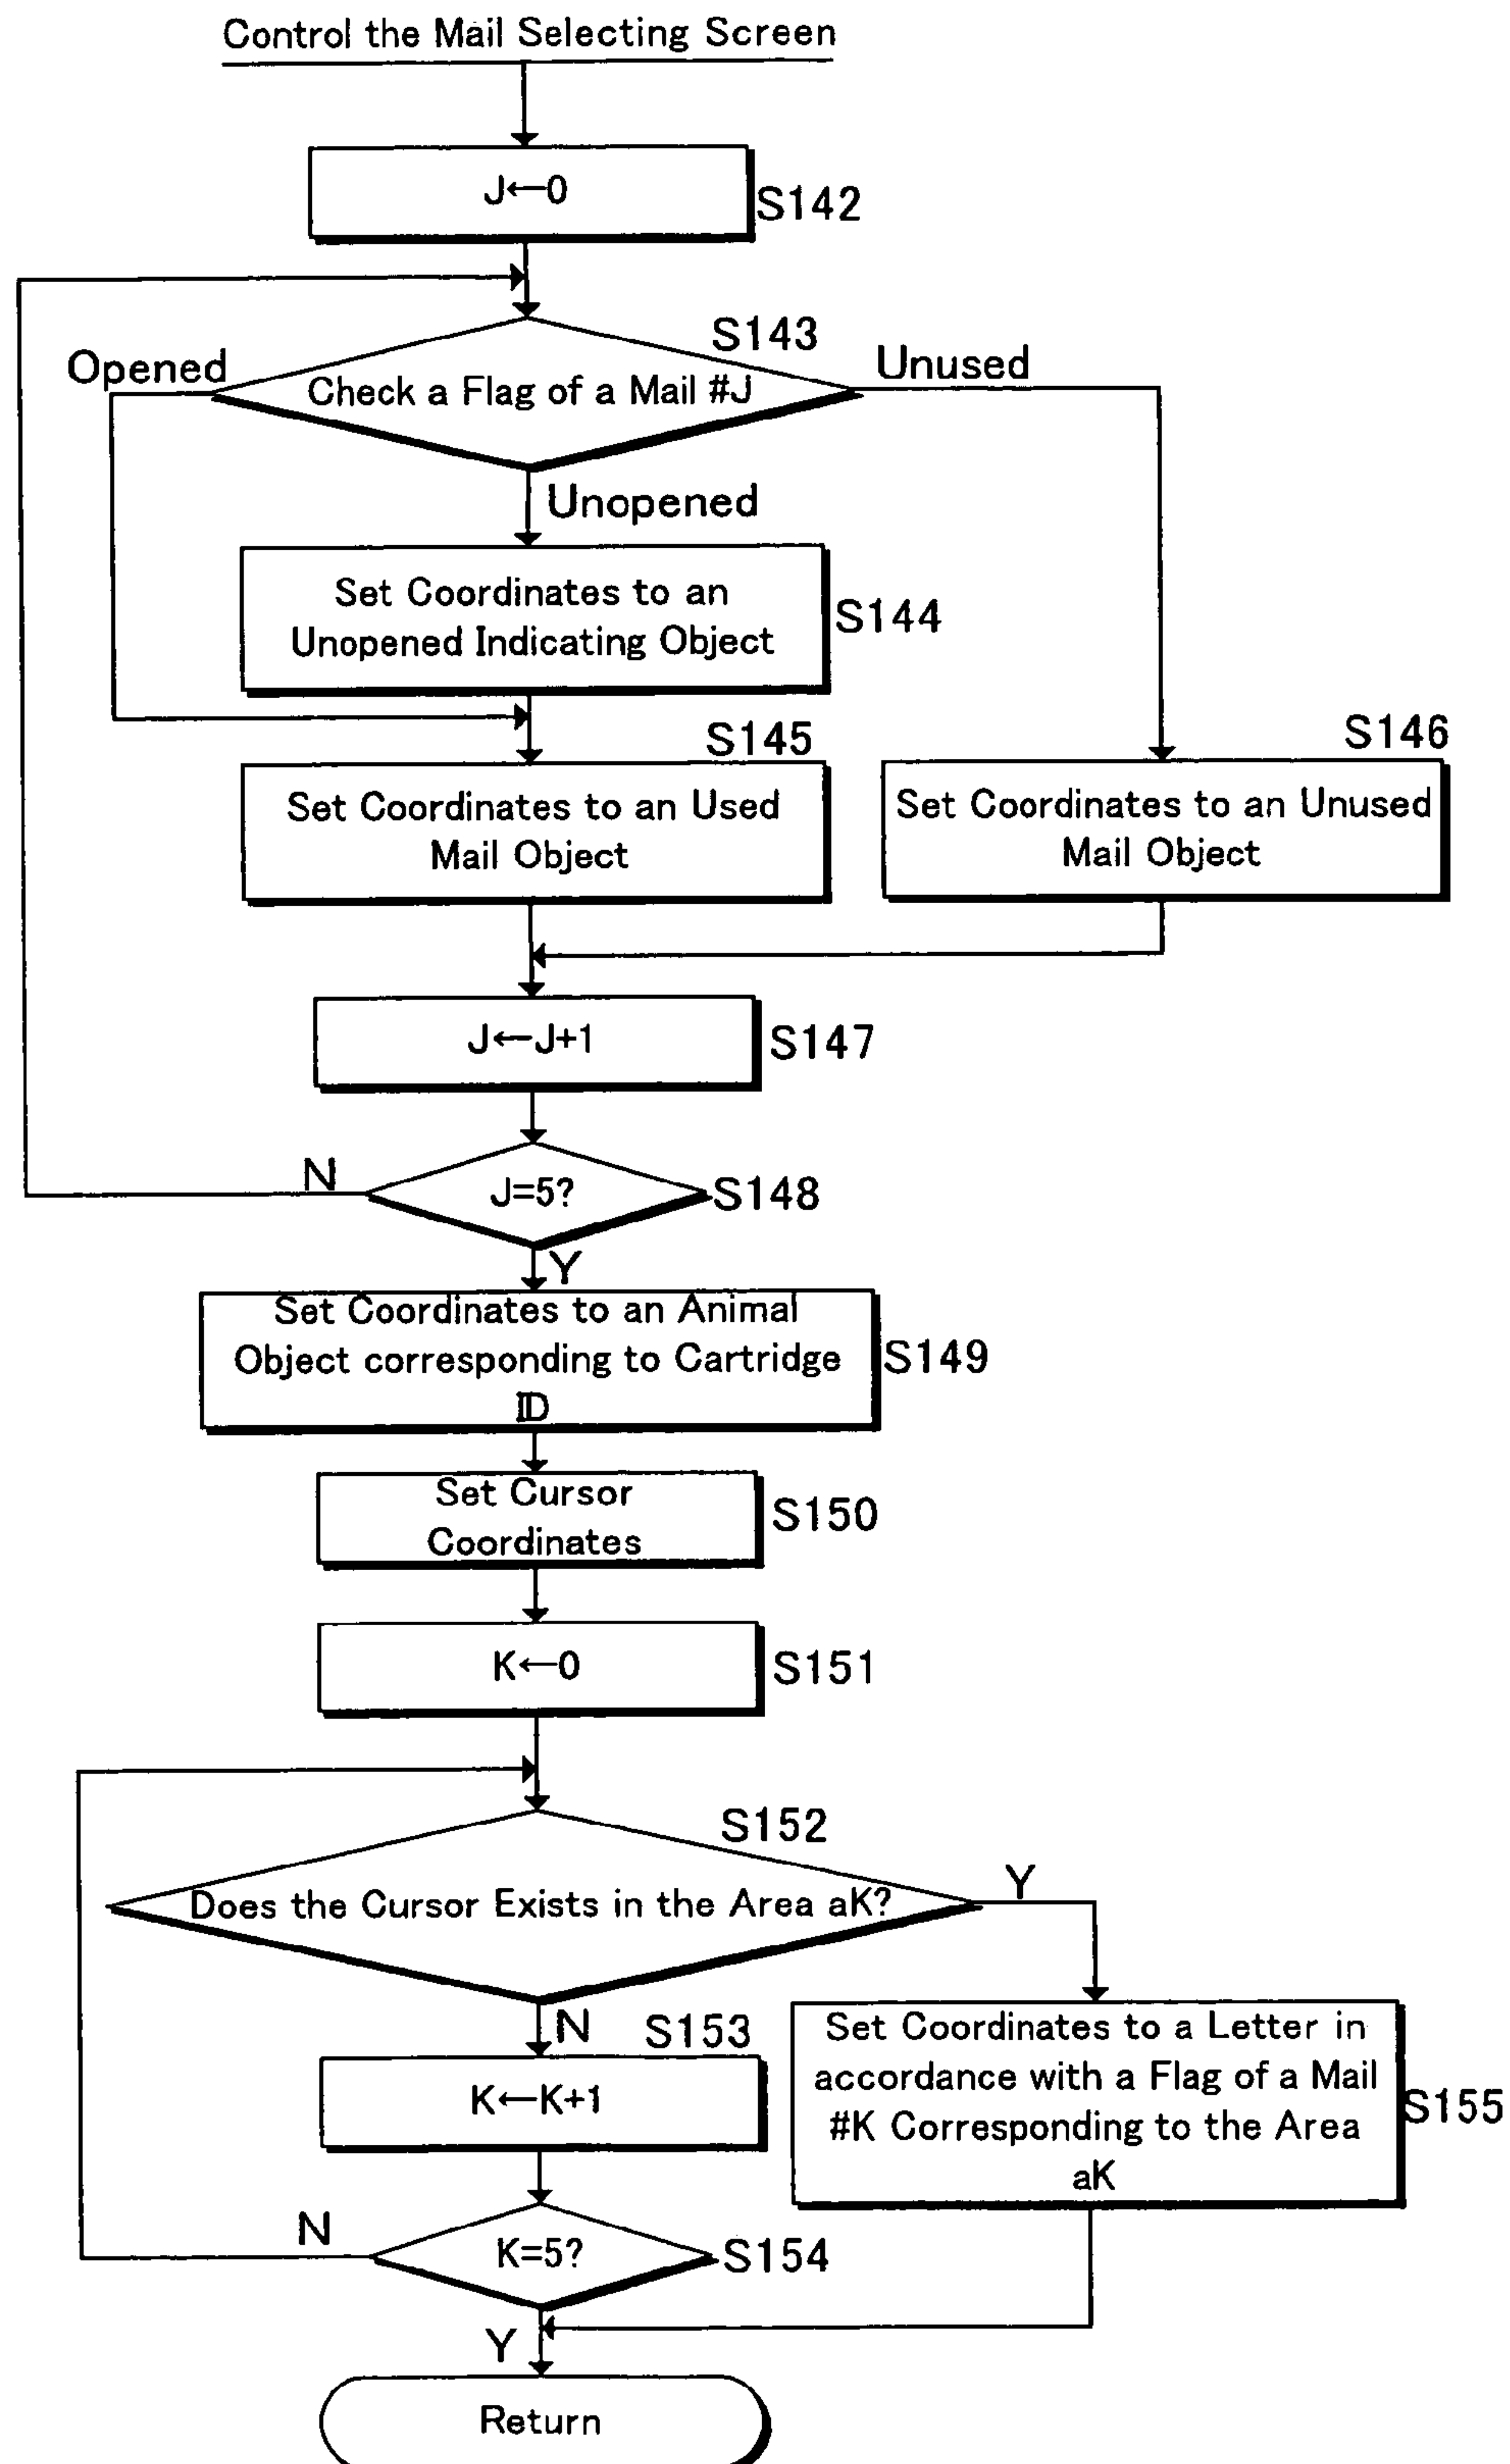 Control the Mail Selecting Screen
J←0
S142
S143
Opened
Unused
Check a Flag of a Mail #J
Unopened
Set Coordinates to an
Unopened Indicating Object
S144
S145
S146
Set Coordinates to an Used
Mail Object
Set Coordinates to an Unused
Mail Object
J←J+1
S147
N
J=5?
S148
Y
Set Coordinates to an Animal
Object corresponding to Cartridge
ID
S149
Set Cursor
Coordinates
S150
K←0
S151
S152
Does the Cursor Exists in the Area aK?
Y
N
S153
K←K+1
Set Coordinates to a Letter in
accordance with a Flag of a Mail
#K Corresponding to the Area
aK
S155
N
K=5?
S154
Y
Return